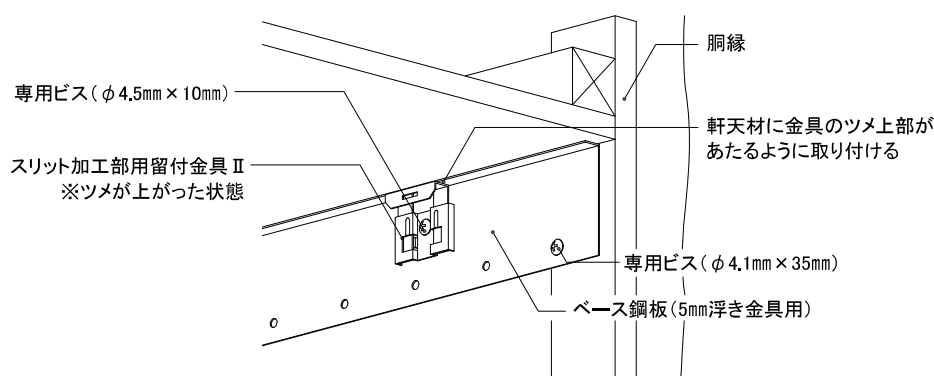 胴縁
専用ビス(φ4.5mm×10mm)
軒天材に金具のツメ上部が
あたるように取り付ける
スリット加工部用留付金具Ⅱ
※ツメが上がった状態
専用ビス(φ4.1mm×35mm)
ベース鋼板(5mm浮き金具用)